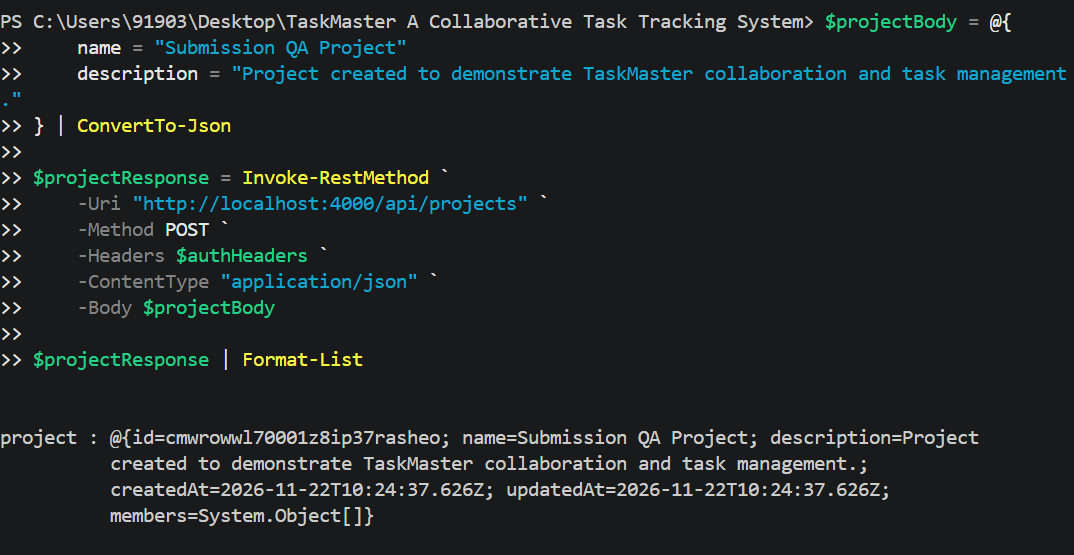 PS C:\Users\91903\Desktop\TaskMaster A Collaborative Task Tracking System> $projectBody = @{
>>     name = "Submission QA Project"
>>     description = "Project created to demonstrate TaskMaster collaboration and task management
."
>> } | ConvertTo-Json
>>
>> $projectResponse = Invoke-RestMethod `
>>     -Uri "http://localhost:4000/api/projects" `
>>     -Method POST `
>>     -Headers $authHeaders `
>>     -ContentType "application/json" `
>>     -Body $projectBody
>>
>> $projectResponse | Format-List
project : @{id=cmwrowwl70001z8ip37rasheo; name=Submission QA Project; description=Project
          created to demonstrate TaskMaster collaboration and task management.;
          createdAt=2026-11-22T10:24:37.626Z; updatedAt=2026-11-22T10:24:37.626Z;
          members=System.Object[]}